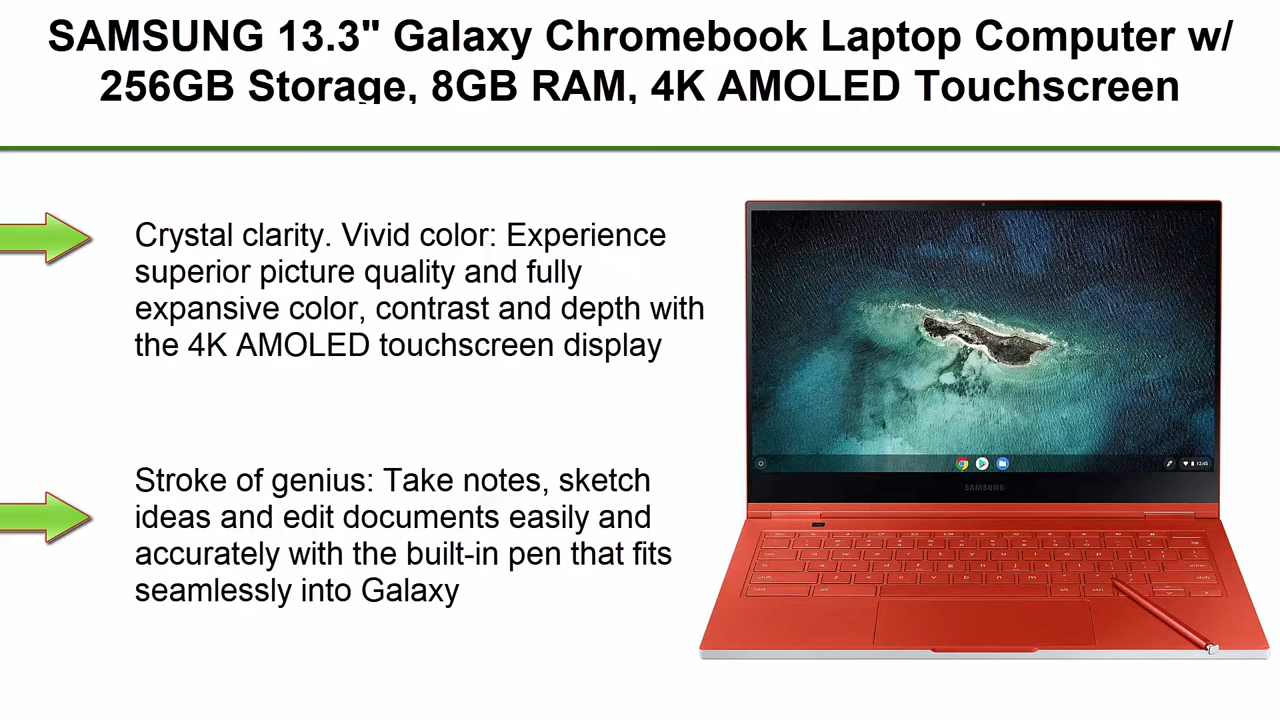 SAMSUNG 13.3" Galaxy Chromebook Laptop Computer w/
256GB Storage, 8GB RAM, 4K AMOLED Touchscreen
Crystal clarity. Vivid color: Experience
superior picture quality and fully
expansive color, contrast and depth with
the 4K AMOLED touchscreen display
Stroke of genius: Take notes, sketch
ideas and edit documents easily and
accurately with the built-in pen that fits
seamlessly into Galaxy
12:45
SAMSUNG